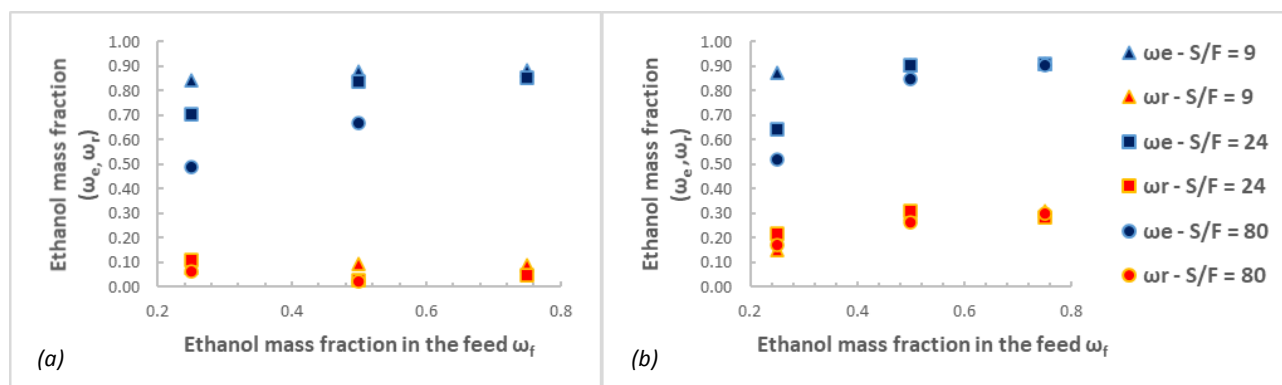 Ethanol mass fraction
(ωe, ωr)
1.00
0.90
0.80
0.70
0.60
0.50
0.40
0.30
0.20
0.10
0.00
0.2
0.4
0.6
0.8
Ethanol mass fraction in the feed ωf
(a)
Ethanol mass fraction
(ωe, ωr)
1.00
0.90
0.80
0.70
0.60
0.50
0.40
0.30
0.20
0.10
0.00
0.2
0.4
0.6
0.8
Ethanol mass fraction in the feed ωf
(b)
ωe - S/F = 9
ωr - S/F = 9
ωe - S/F = 24
ωr - S/F = 24
ωe - S/F = 80
ωr - S/F = 80